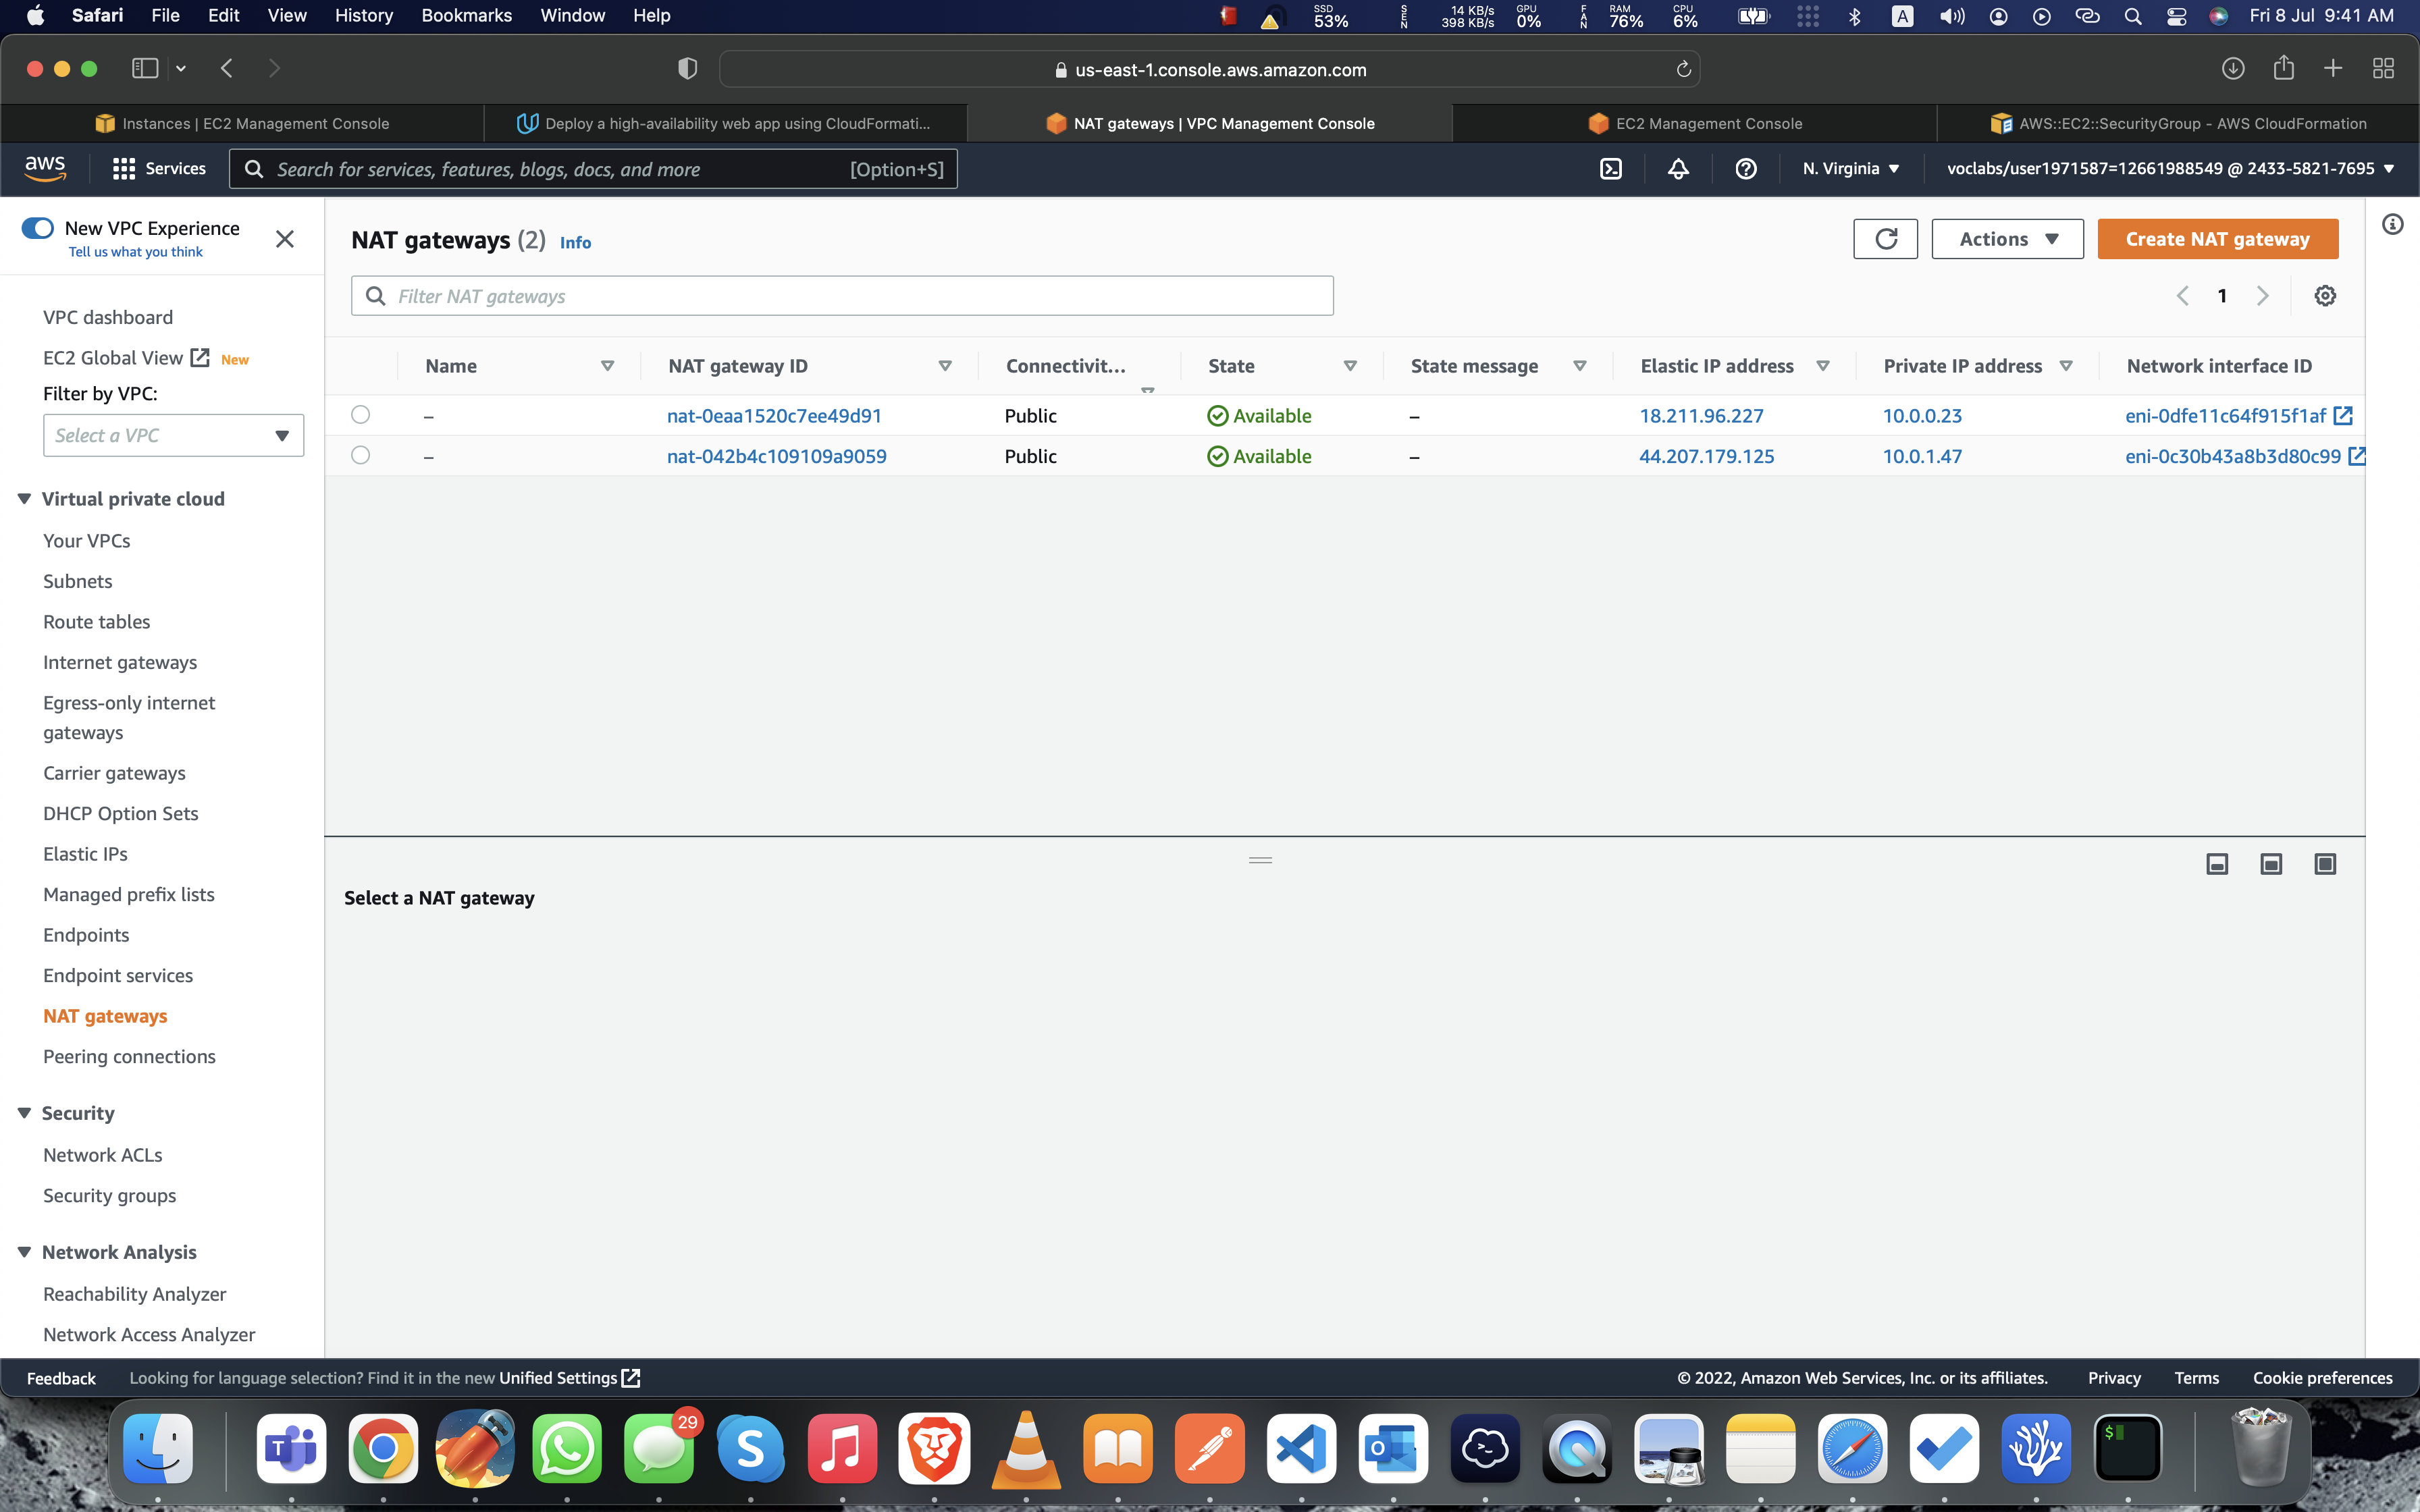 Safari File Edit View History Bookmarks Window Help
SSD 53% SEN 14 KB/s 398 KB/s GPU 0% FAN RAM 76% CPU 6% A Fri 8 Jul 9:41 AM
us-east-1.console.aws.amazon.com
Instances | EC2 Management Console
Deploy a high-availability web app using CloudFormati...
NAT gateways | VPC Management Console
EC2 Management Console
AWS::EC2::SecurityGroup - AWS CloudFormation
aws Services Search for services, features, blogs, docs, and more [Option+S] N. Virginia voclabs/user1971587=12661988549 @ 2433-5821-7695
New VPC Experience
Tell us what you think
VPC dashboard
EC2 Global View New
Filter by VPC:
Select a VPC
Virtual private cloud
Your VPCs
Subnets
Route tables
Internet gateways
Egress-only internet
gateways
Carrier gateways
DHCP Option Sets
Elastic IPs
Managed prefix lists
Endpoints
Endpoint services
NAT gateways
Peering connections
Security
Network ACLs
Security groups
Network Analysis
Reachability Analyzer
Network Access Analyzer
NAT gateways (2) Info
Actions Create NAT gateway
Filter NAT gateways
1
Name NAT gateway ID Connectivit... State State message Elastic IP address Private IP address Network interface ID
– nat-0eaa1520c7ee49d91 Public Available – 18.211.96.227 10.0.0.23 eni-0dfe11c64f915f1af
– nat-042b4c109109a9059 Public Available – 44.207.179.125 10.0.1.47 eni-0c30b43a8b3d80c99
Select a NAT gateway
Feedback Looking for language selection? Find it in the new Unified Settings © 2022, Amazon Web Services, Inc. or its affiliates. Privacy Terms Cookie preferences
T
29
S
O
$